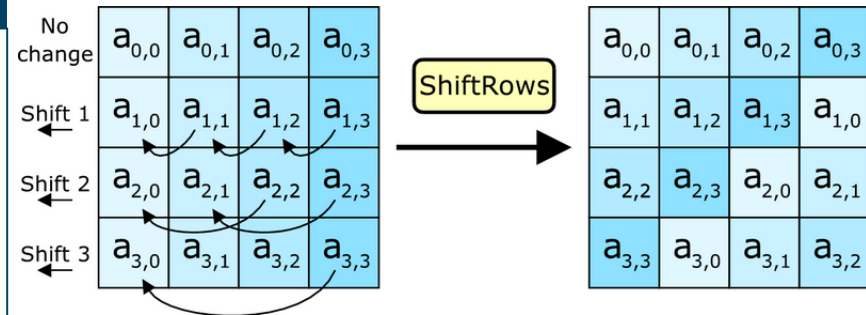 No change a0,0 a0,1 a0,2 a0,3
Shift 1 a1,0 a1,1 a1,2 a1,3
Shift 2 a2,0 a2,1 a2,2 a2,3
Shift 3 a3,0 a3,1 a3,2 a3,3
ShiftRows
a0,0 a0,1 a0,2 a0,3
a1,1 a1,2 a1,3 a1,0
a2,2 a2,3 a2,0 a2,1
a3,3 a3,0 a3,1 a3,2